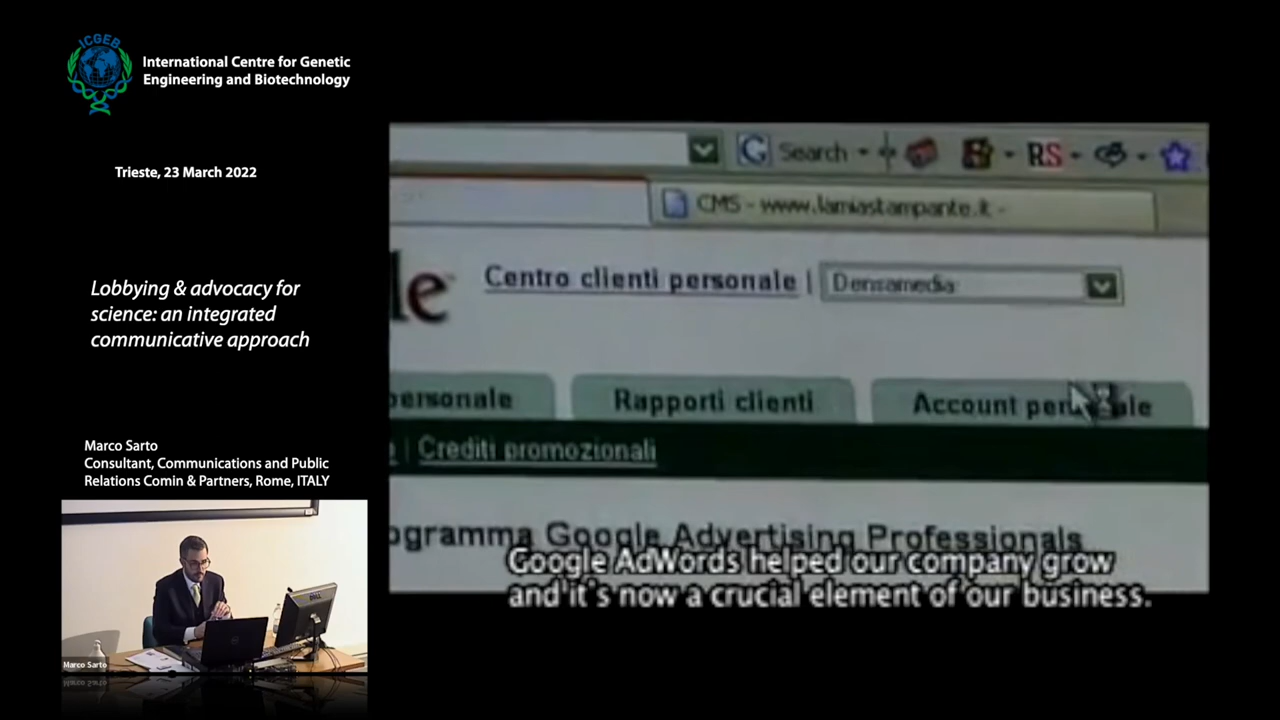 ICGEB
International Centre for Genetic
Engineering and Biotechnology
Trieste, 23 March 2022
Lobbying & advocacy for
science: an integrated
communicative approach
Marco Sarto
Consultant, Communications and Public
Relations Comin & Partners, Rome, ITALY
DELL
Marco Sarto
G Search
RS
CMS - www.lamiastampante.it -
le Centro clienti personale | Densamedia
personale Rapporti clienti Account
| Crediti promozionali
ogramma Google Advertising Professionals
Google AdWords helped our company grow
and it's now a crucial element of our business.